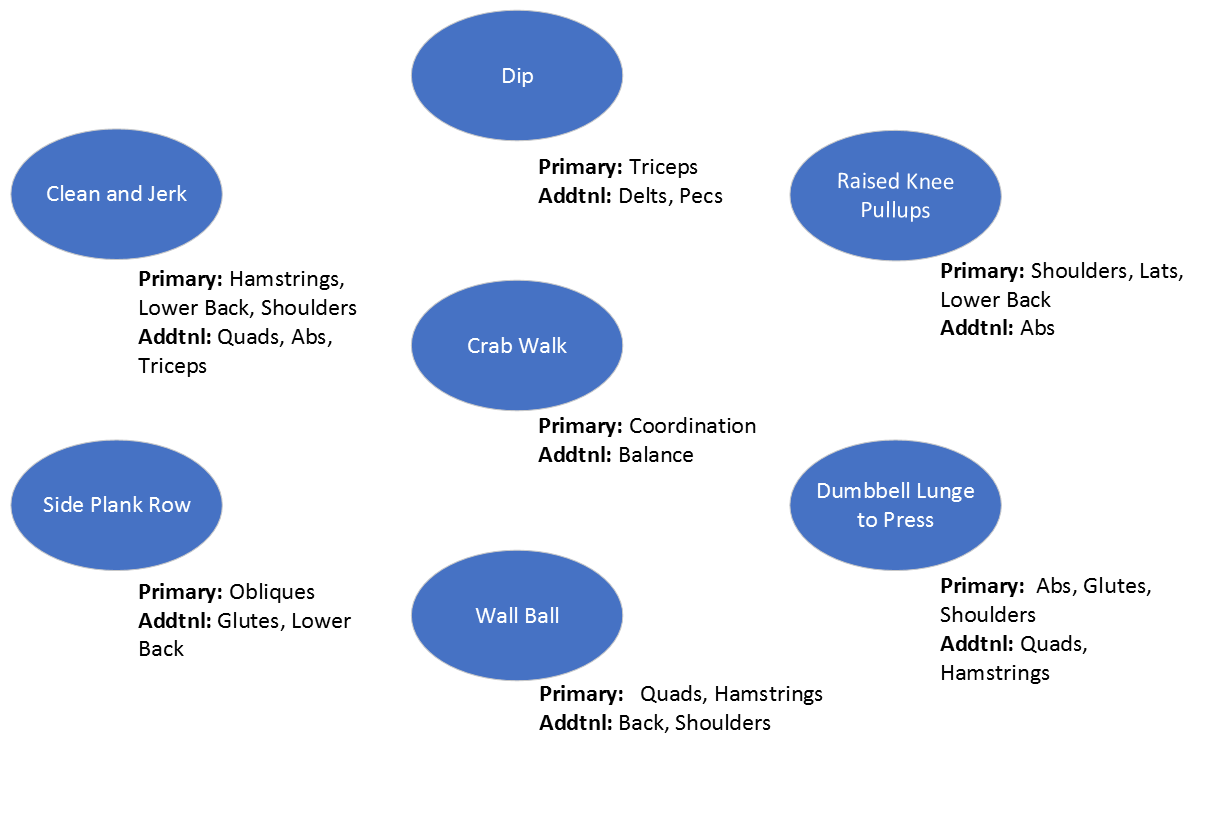 Dip
Primary: Triceps
Addtnl: Delts, Pecs
Clean and Jerk
Primary: Hamstrings,
Lower Back, Shoulders
Addtnl: Quads, Abs,
Triceps
Raised Knee
Pullups
Primary: Shoulders, Lats,
Lower Back
Addtnl: Abs
Crab Walk
Primary: Coordination
Addtnl: Balance
Side Plank Row
Primary: Obliques
Addtnl: Glutes, Lower
Back
Dumbbell Lunge
to Press
Primary: Abs, Glutes,
Shoulders
Addtnl: Quads,
Hamstrings
Wall Ball
Primary: Quads, Hamstrings
Addtnl: Back, Shoulders